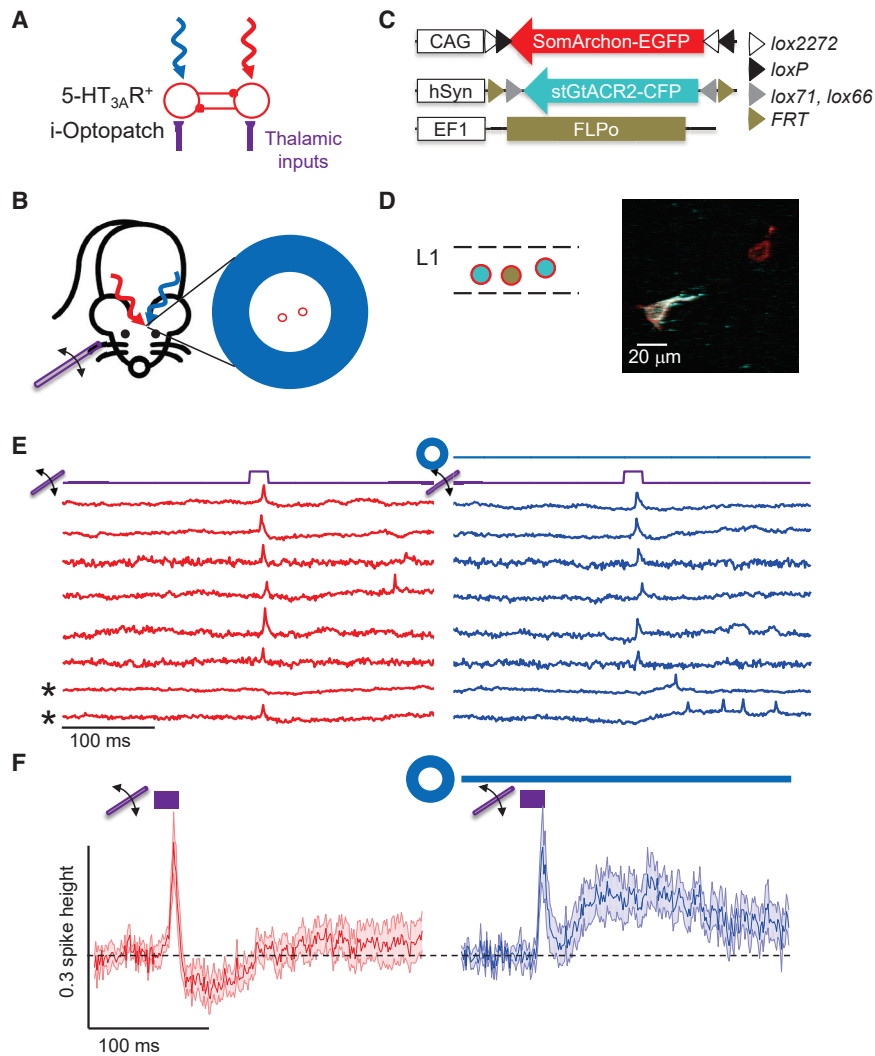 A
5-HT3AR+
i-Optopatch
Thalamic
inputs
B
C
CAG
SomArchon-EGFP
hSyn
stGtACR2-CFP
EF1
FLPo
lox2272
loxP
lox71, lox66
FRT
D
L1
20 μm
E
*
*
100 ms
F
0.3 spike height
100 ms